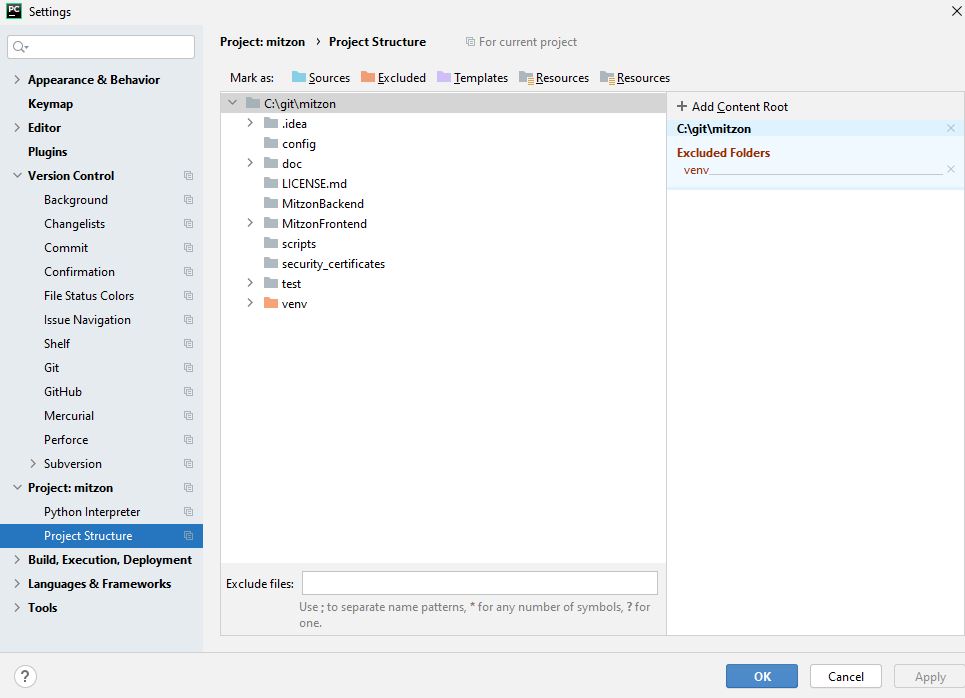 PC Settings
Project: mitzon › Project Structure For current project
Mark as: Sources Excluded Templates Resources Resources
Appearance & Behavior
Keymap
Editor
Plugins
Version Control
Background
Changelists
Commit
Confirmation
File Status Colors
Issue Navigation
Shelf
Git
GitHub
Mercurial
Perforce
Subversion
Project: mitzon
Python Interpreter
Project Structure
Build, Execution, Deployment
Languages & Frameworks
Tools
C:\git\mitzon
.idea
config
doc
LICENSE.md
MitzonBackend
MitzonFrontend
scripts
security_certificates
test
venv
Exclude files:
Use ; to separate name patterns, * for any number of symbols, ? for
one.
+ Add Content Root
C:\git\mitzon
Excluded Folders
venv
? OK Cancel Apply